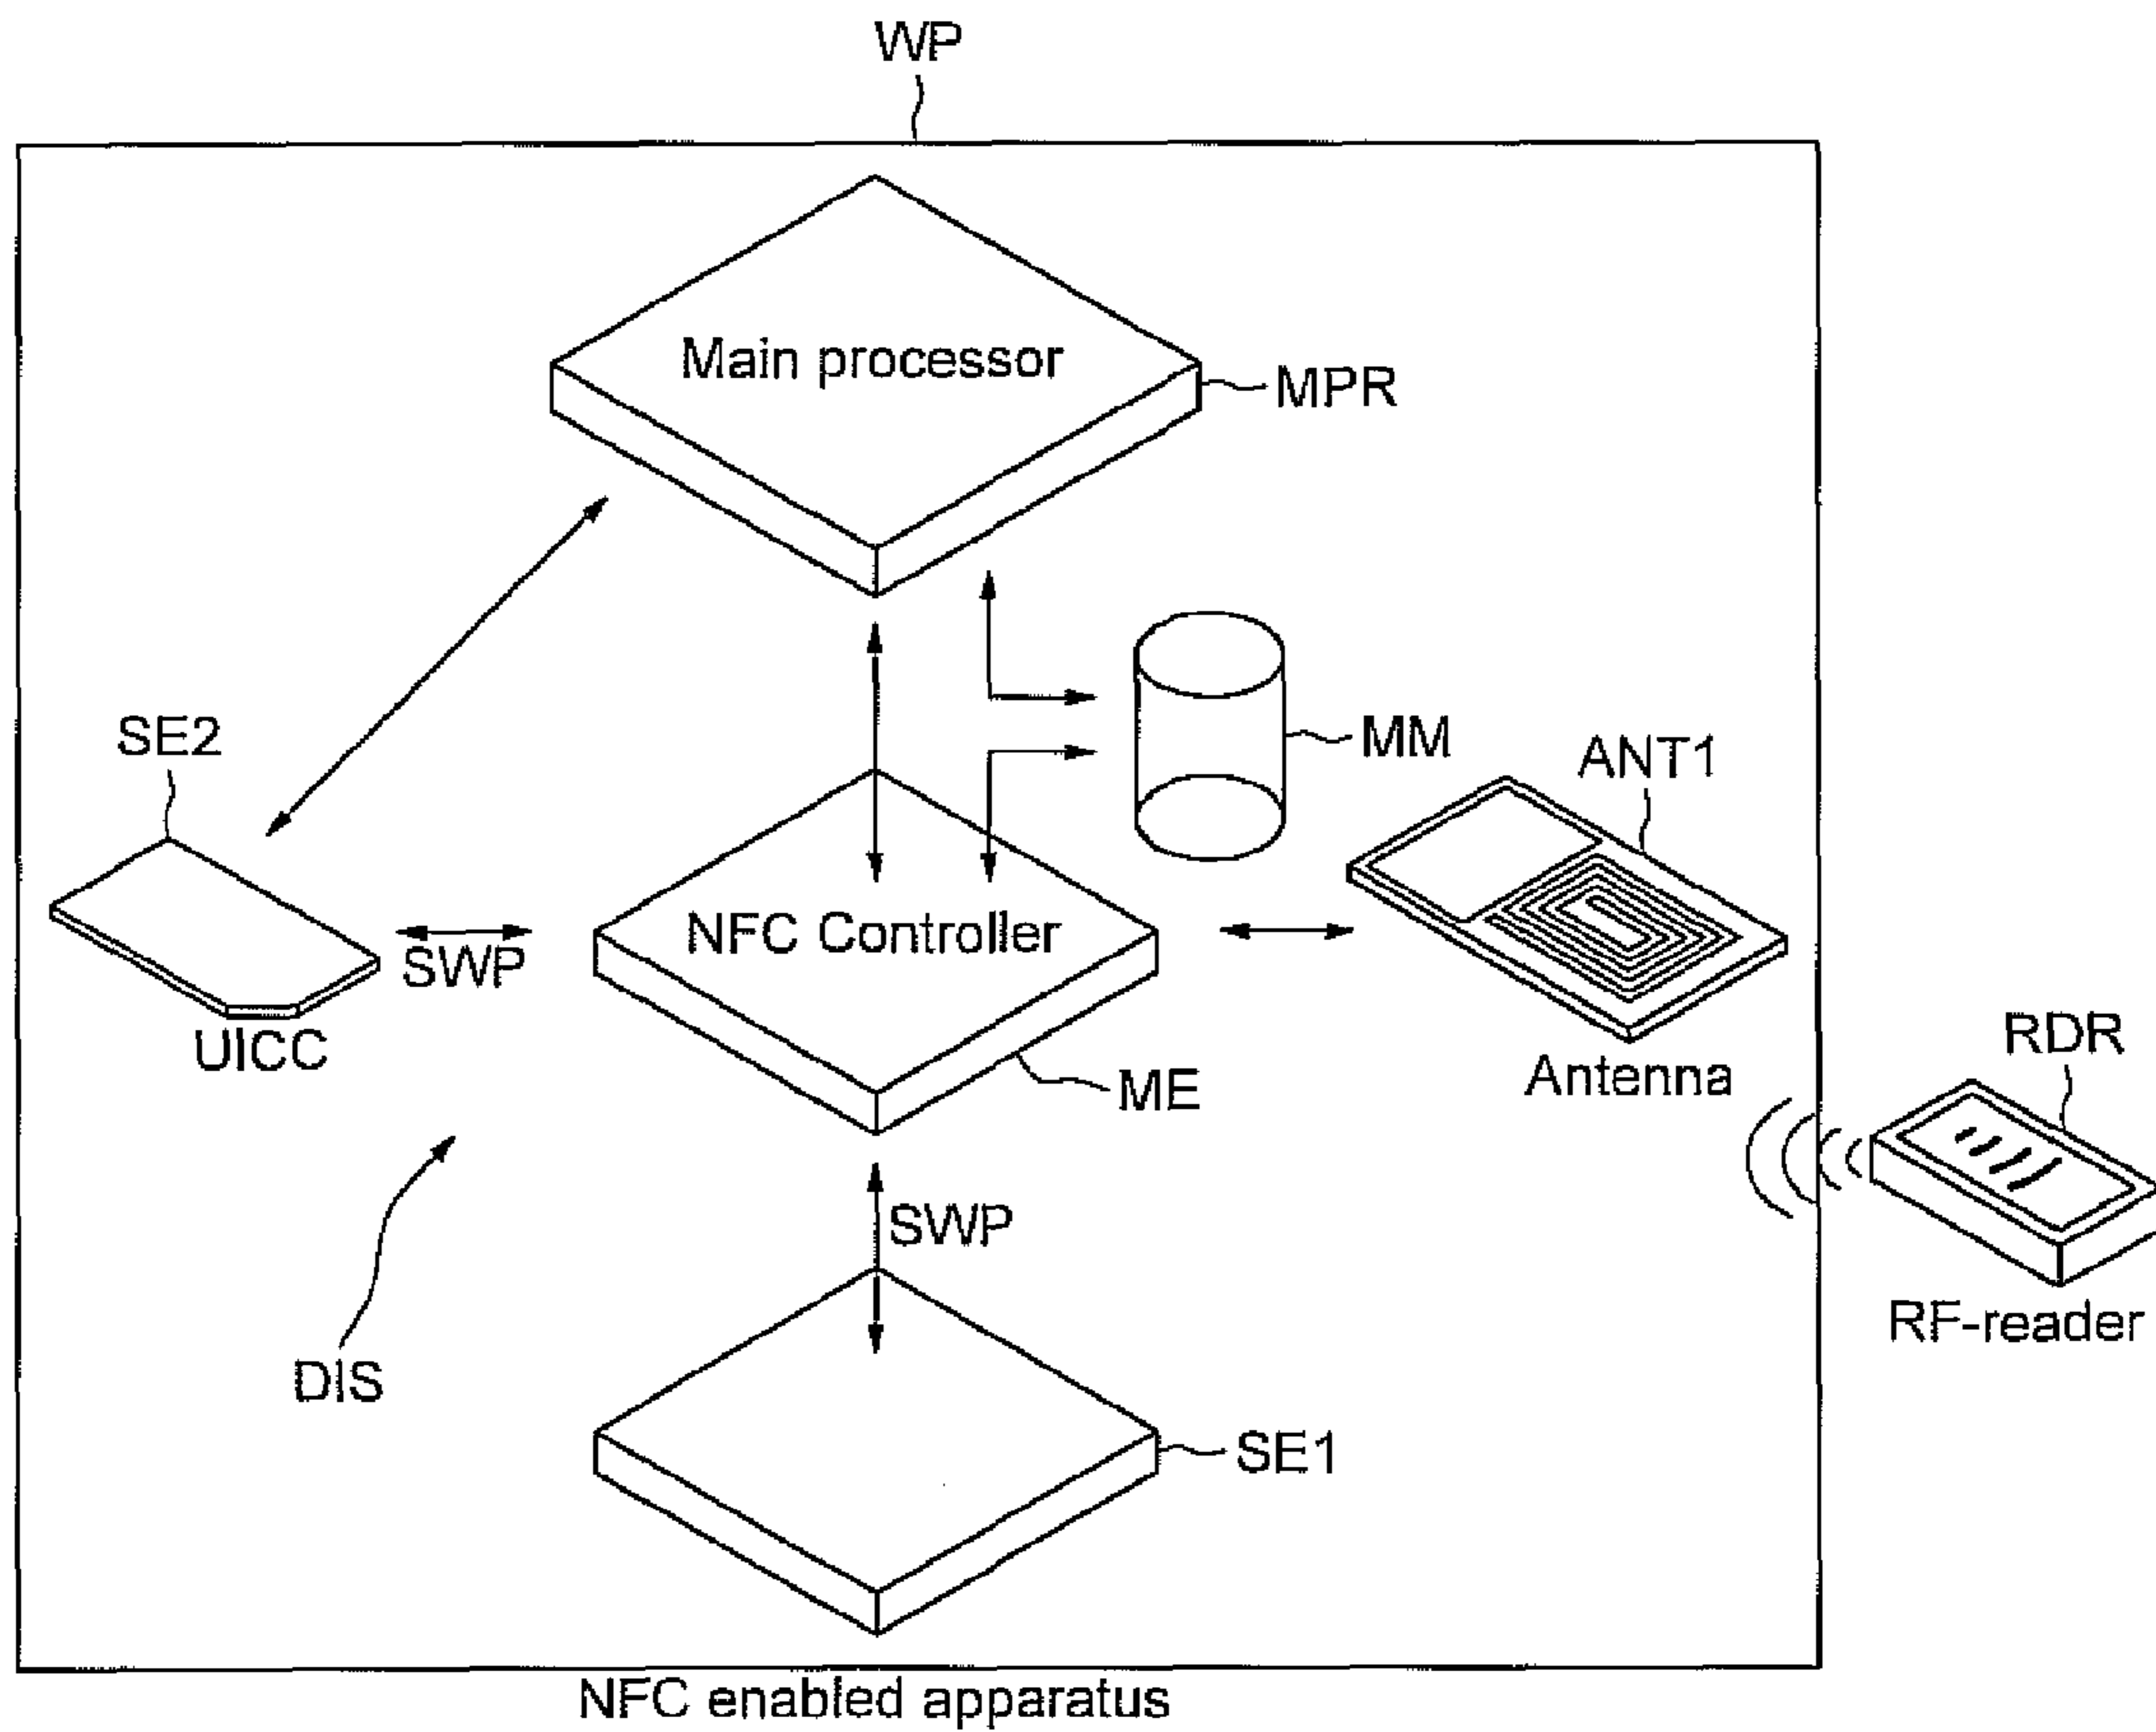 WP
Main processor
MPR
SE2
MM
ANT1
NFC Controller
SWP
UICC
RDR
Antenna
ME
SWP
RF-reader
DIS
SE1
NFC enabled apparatus